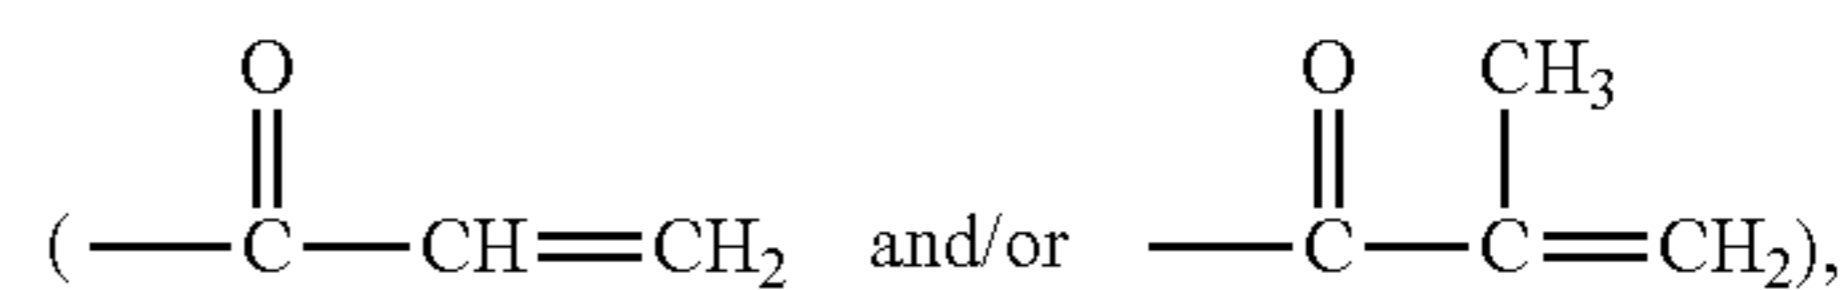 O O CH3
( C CH CH2 and/or C C CH2),